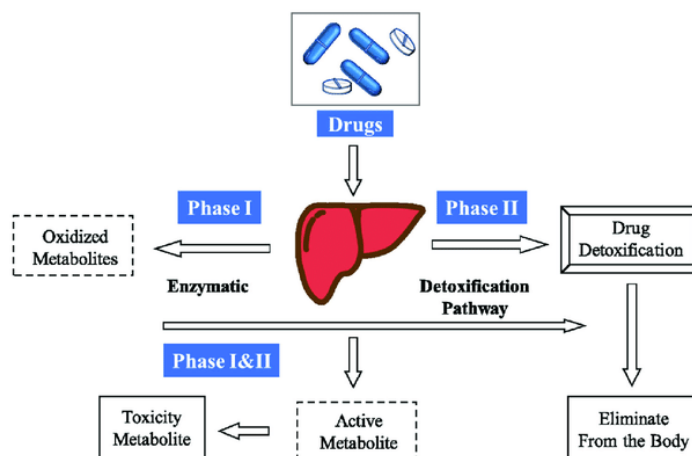 Drugs
Phase I
Phase II
Oxidized
Metabolites
Drug
Detoxification
Enzymatic
Detoxification
Pathway
Phase I&II
Toxicity
Metabolite
Active
Metabolite
Eliminate
From the Body